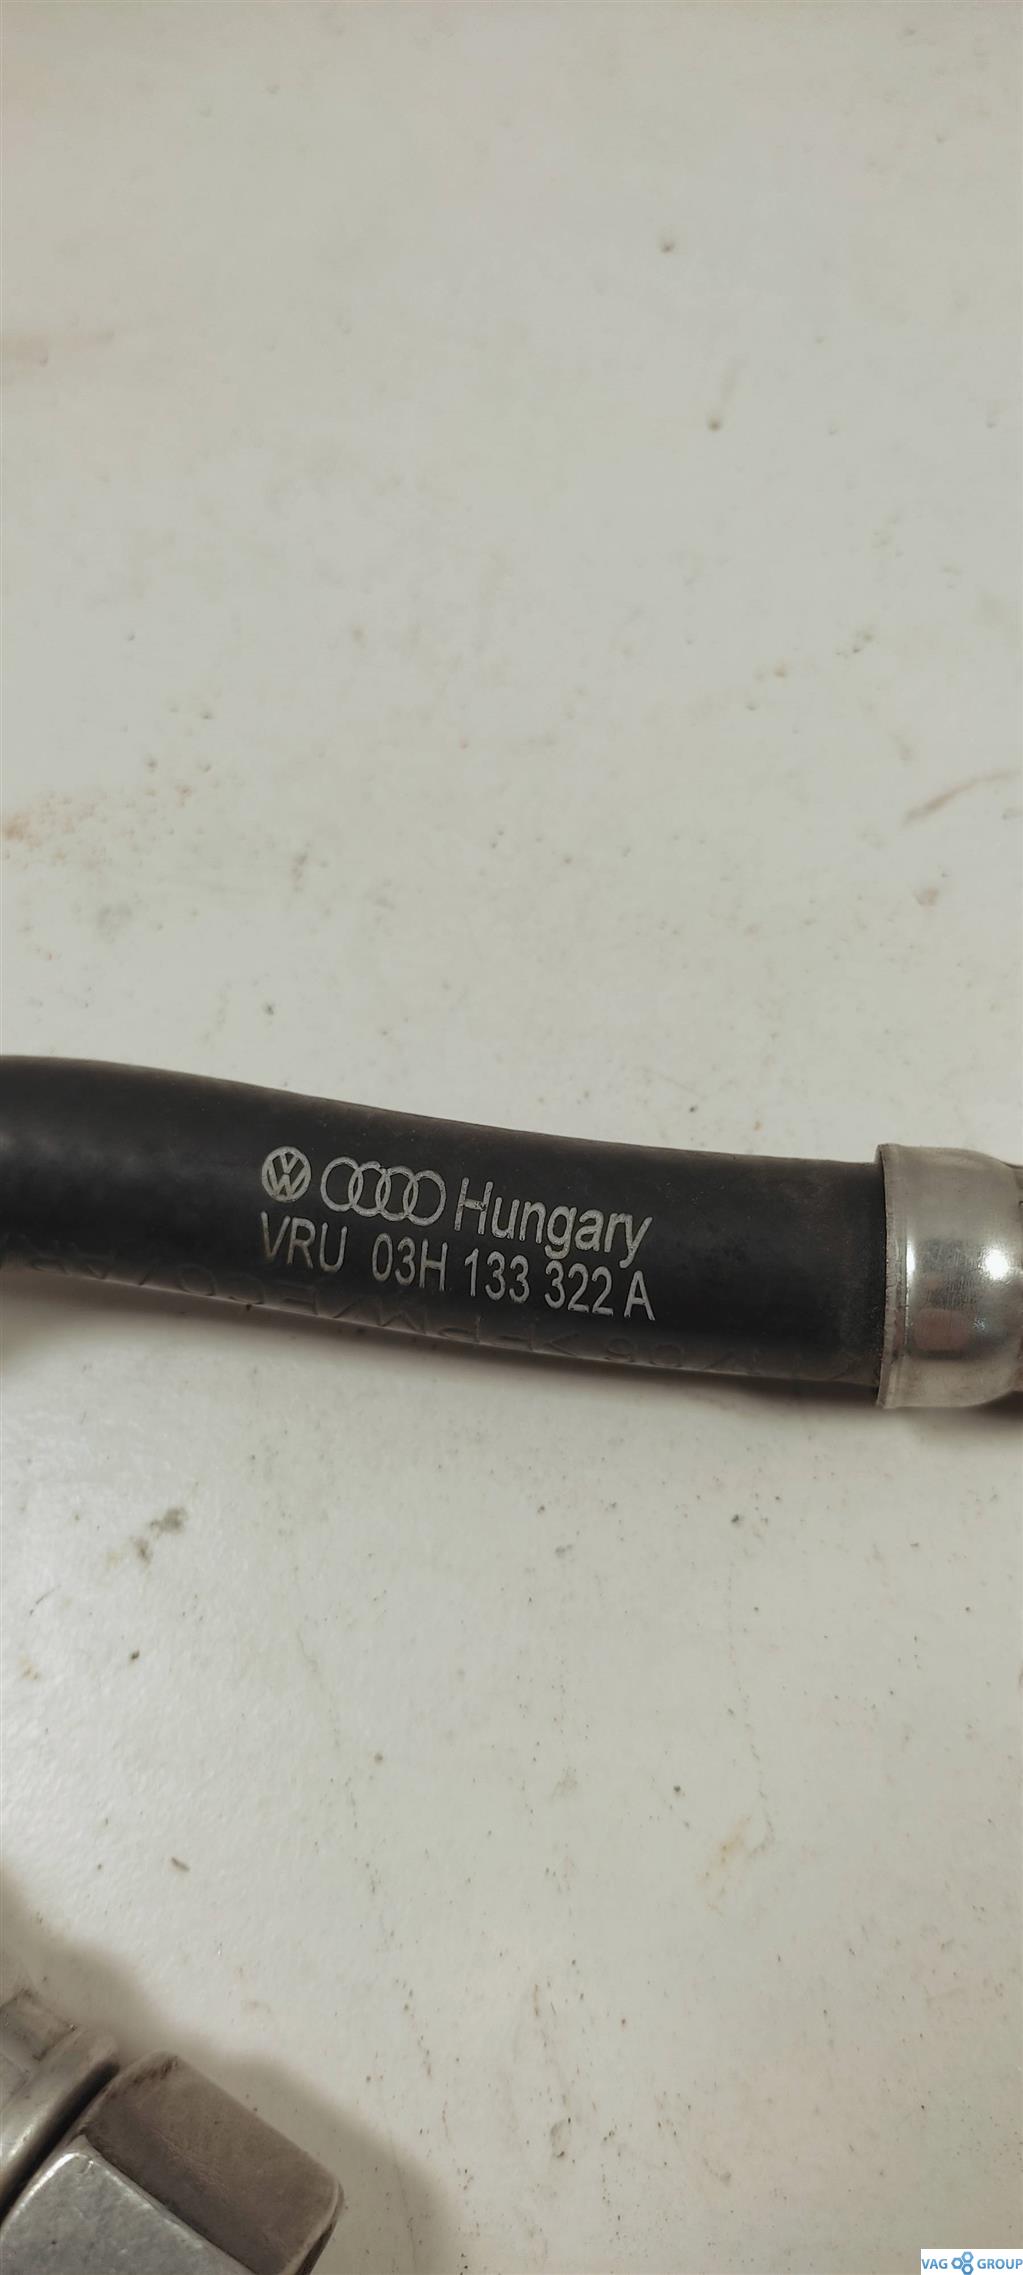 Hungary
VRU 03H 133 322 A
VAG GROUP